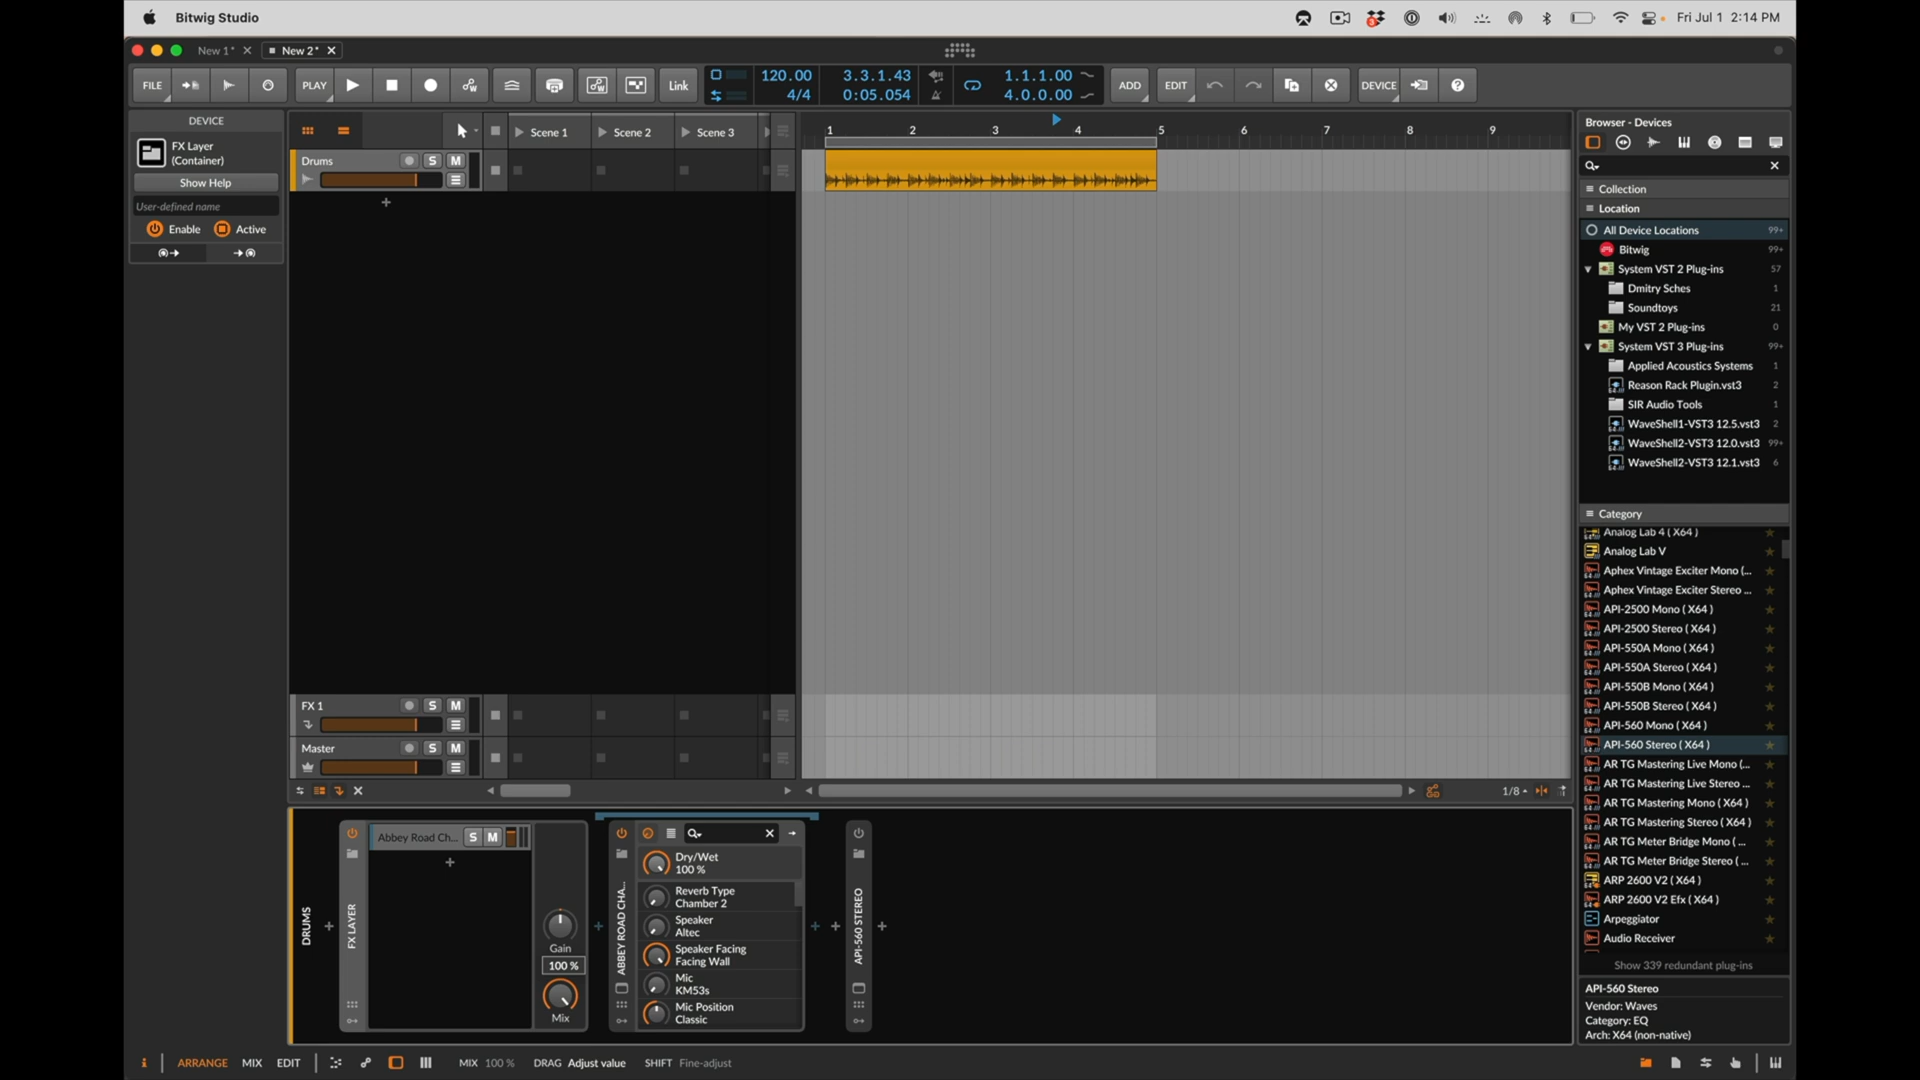 Bitwig Studio
Fri Jul 1 2:14 PM
New 1*
New 2*
FILE
PLAY
Link
120.00
4/4
3.3.1.43
0:05.054
1.1.1.00
4.0.0.00
ADD
EDIT
DEVICE
DEVICE
FX Layer
(Container)
Show Help
User-defined name
Enable
Active
Scene 1
Scene 2
Scene 3
1 2 3 4 5 6 7 8 9
Drums
S M
FX 1
S M
Master
S M
1/8
Browser - Devices
Collection
Location
All Device Locations 99+
Bitwig 99+
System VST 2 Plug-ins 57
Dmitry Sches 1
Soundtoys 21
My VST 2 Plug-ins 0
System VST 3 Plug-ins 99+
Applied Acoustics Systems 1
Reason Rack Plugin.vst3 2
SIR Audio Tools 1
WaveShell1-VST3 12.5.vst3 2
WaveShell2-VST3 12.0.vst3 99+
WaveShell2-VST3 12.1.vst3 6
Category
Analog Lab 4 ( X64 )
Analog Lab V
Aphex Vintage Exciter Mono (...
Aphex Vintage Exciter Stereo ...
API-2500 Mono ( X64 )
API-2500 Stereo ( X64 )
API-550A Mono ( X64 )
API-550A Stereo ( X64 )
API-550B Mono ( X64 )
API-550B Stereo ( X64 )
API-560 Mono ( X64 )
API-560 Stereo ( X64 )
AR TG Mastering Live Mono (...
AR TG Mastering Live Stereo ...
AR TG Mastering Mono ( X64 )
AR TG Mastering Stereo ( X64 )
AR TG Meter Bridge Mono ( ...
AR TG Meter Bridge Stereo ( ...
ARP 2600 V2 ( X64 )
ARP 2600 V2 Efx ( X64 )
Arpeggiator
Audio Receiver
Show 339 redundant plug-ins
API-560 Stereo
Vendor: Waves
Category: EQ
Arch: X64 (non-native)
DRUMS
FX LAYER
Abbey Road Ch...
S M
Gain
100 %
Mix
ABBEY ROAD CHA...
Dry/Wet
100 %
Reverb Type
Chamber 2
Speaker
Altec
Speaker Facing
Facing Wall
Mic
KM53s
Mic Position
Classic
API-560 STEREO
ARRANGE
MIX
EDIT
MIX 100 %
DRAG Adjust value
SHIFT Fine-adjust